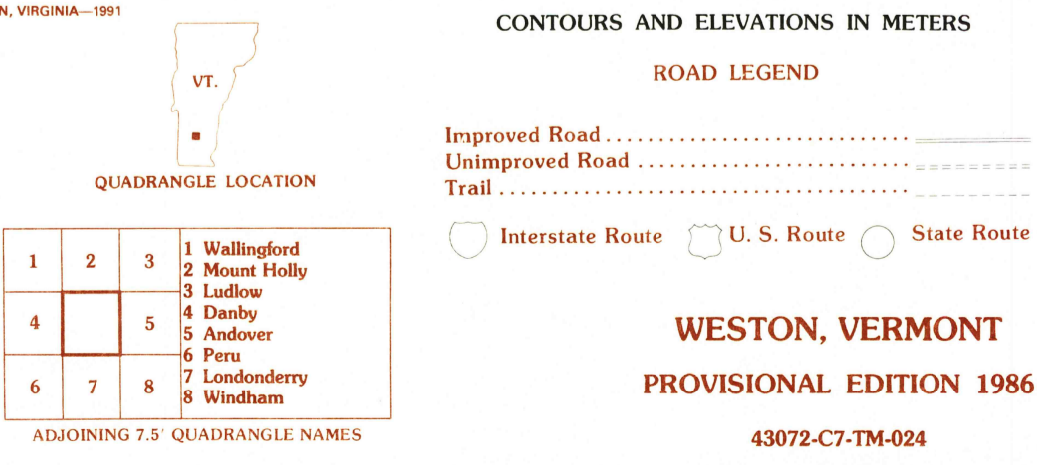 N, VIRGINIA—1991
VT.
QUADRANGLE LOCATION
1 2 3
4 5
6 7 8
1 Wallingford
2 Mount Holly
3 Ludlow
4 Danby
5 Andover
6 Peru
7 Londonderry
8 Windham
ADJOINING 7.5' QUADRANGLE NAMES
CONTOURS AND ELEVATIONS IN METERS
ROAD LEGEND
Improved Road
Unimproved Road
Trail
Interstate Route U. S. Route State Route
WESTON, VERMONT
PROVISIONAL EDITION 1986
43072-C7-TM-024